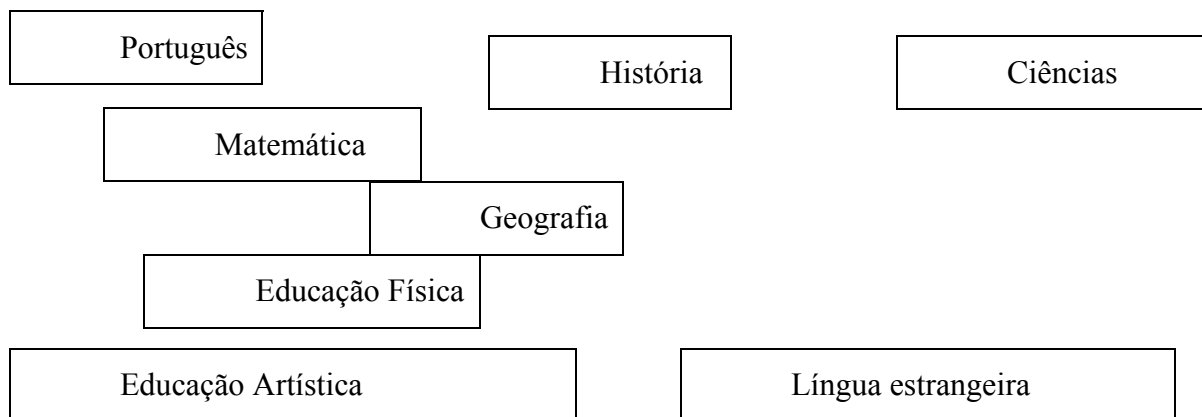 Português
História
Ciências
Matemática
Geografia
Educação Física
Educação Artística
Língua estrangeira